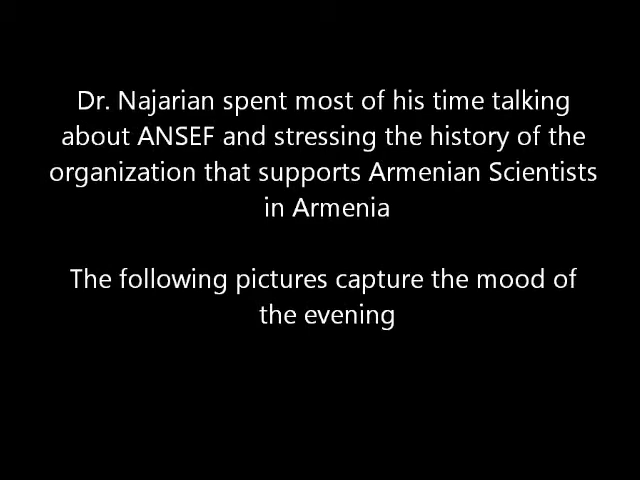 Dr. Najarian spent most of his time talking
about ANSEF and stressing the history of the
organization that supports Armenian Scientists
in Armenia
The following pictures capture the mood of
the evening